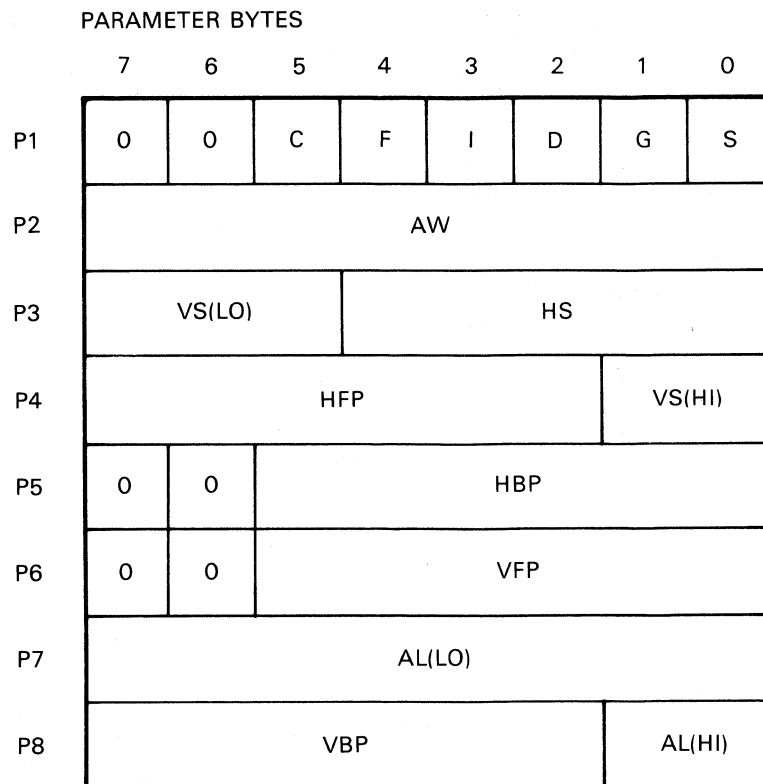 PARAMETER BYTES
7 6 5 4 3 2 1 0
P1 0 0 C F I D G S
P2 AW
P3 VS(LO) HS
P4 HFP VS(HI)
P5 0 0 HBP
P6 0 0 VFP
P7 AL(LO)
P8 VBP AL(HI)